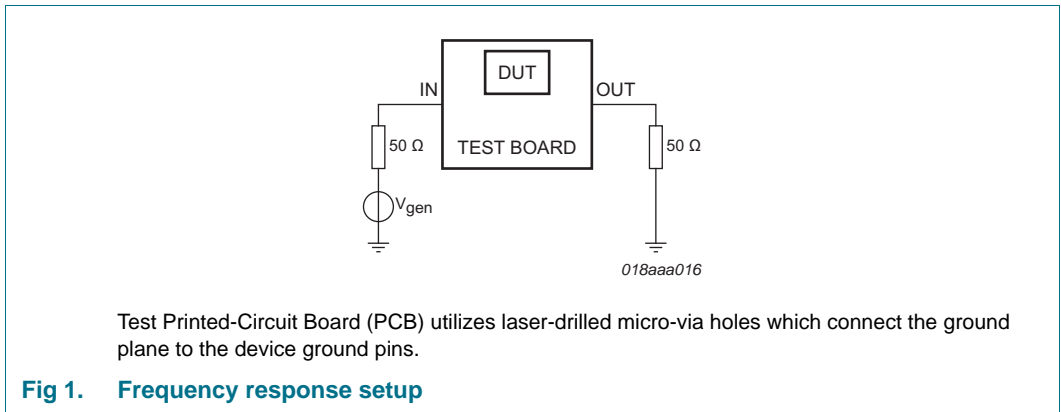 DUT
IN
OUT
50 Ω
TEST BOARD
50 Ω
Vgen
018aaa016
Test Printed-Circuit Board (PCB) utilizes laser-drilled micro-via holes which connect the ground
plane to the device ground pins.
Fig 1. Frequency response setup